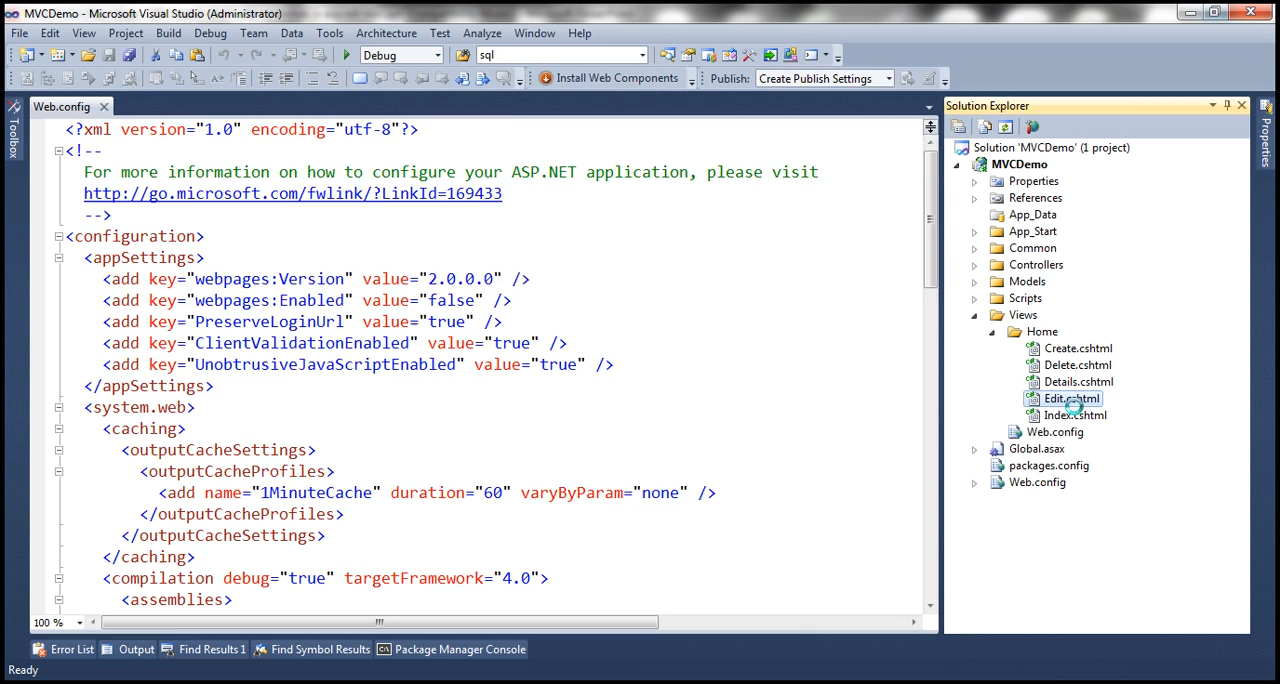 MVCDemo - Microsoft Visual Studio (Administrator)
File Edit View Project Build Debug Team Data Tools Architecture Test Analyze Window Help
Debug sql
Install Web Components Publish: Create Publish Settings
Toolbox
Web.config
<?xml version="1.0" encoding="utf-8"?>
<!--
For more information on how to configure your ASP.NET application, please visit
http://go.microsoft.com/fwlink/?LinkId=169433
-->
<configuration>
<appSettings>
<add key="webpages:Version" value="2.0.0.0" />
<add key="webpages:Enabled" value="false" />
<add key="PreserveLoginUrl" value="true" />
<add key="ClientValidationEnabled" value="true" />
<add key="UnobtrusiveJavaScriptEnabled" value="true" />
</appSettings>
<system.web>
<caching>
<outputCacheSettings>
<outputCacheProfiles>
<add name="1MinuteCache" duration="60" varyByParam="none" />
</outputCacheProfiles>
</outputCacheSettings>
</caching>
<compilation debug="true" targetFramework="4.0">
<assemblies>
100 %
Solution Explorer
Solution 'MVCDemo' (1 project)
MVCDemo
Properties
References
App_Data
App_Start
Common
Controllers
Models
Scripts
Views
Home
Create.cshtml
Delete.cshtml
Details.cshtml
Edit.cshtml
Index.cshtml
Web.config
Global.asax
packages.config
Web.config
Properties
Error List Output Find Results 1 Find Symbol Results Package Manager Console
Ready